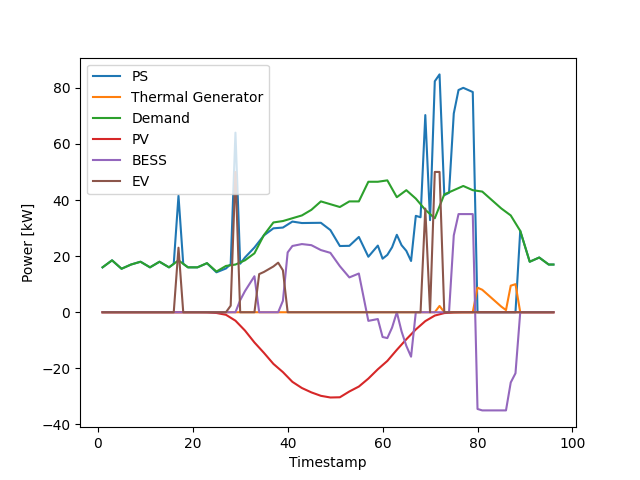 PS
Thermal Generator
Demand
PV
BESS
EV
Power [kW]
80
60
40
20
0
−20
−40
0 20 40 60 80 100
Timestamp